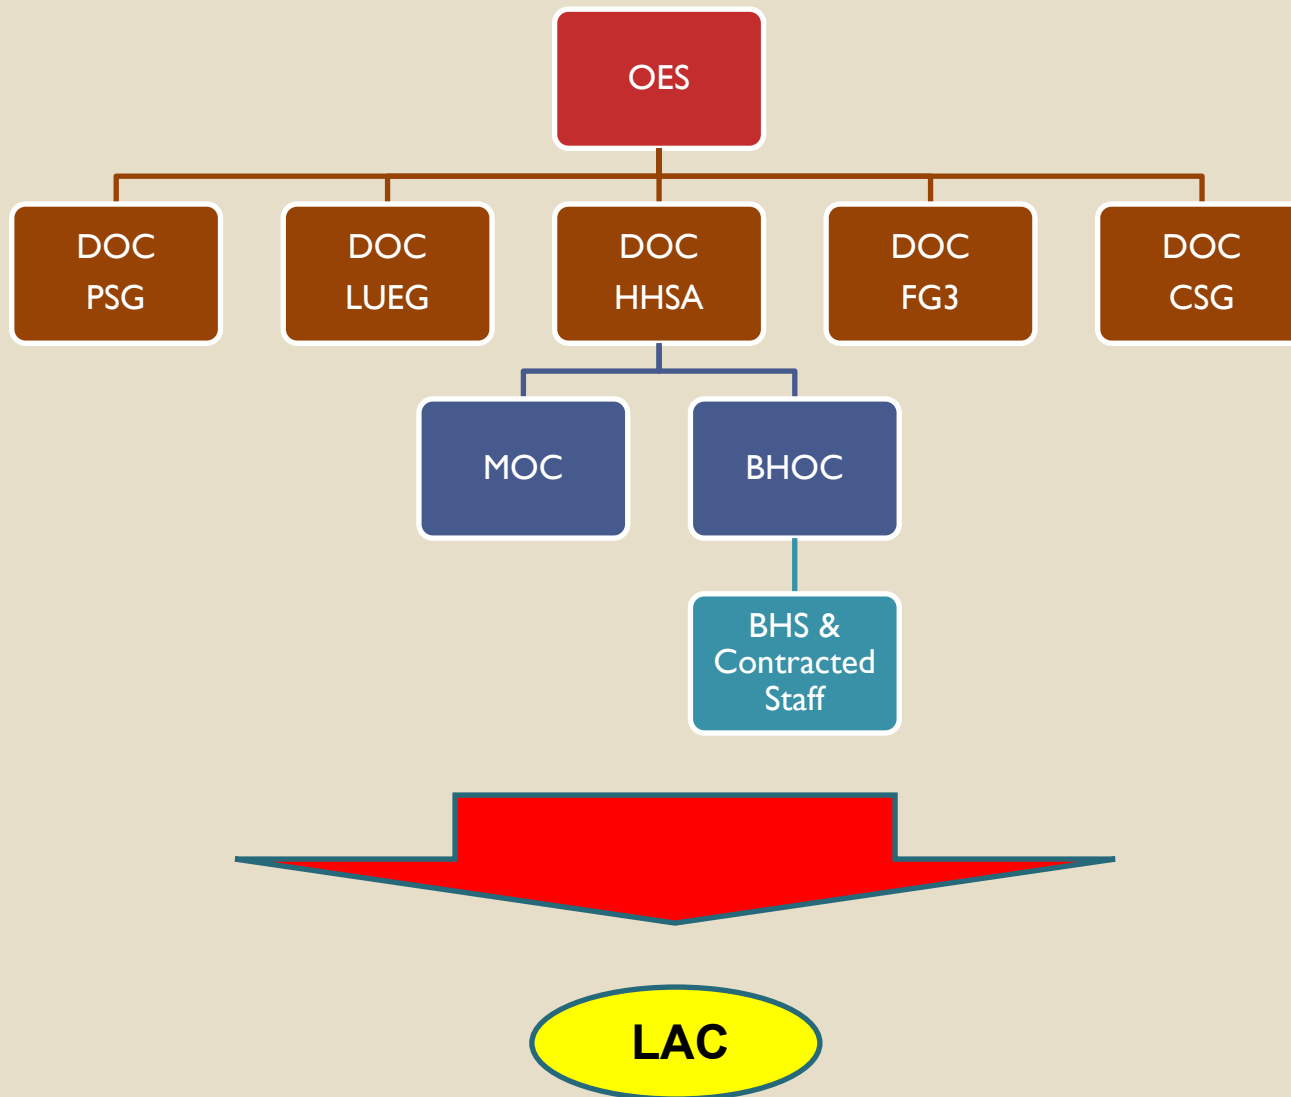 OES
DOC
PSG
DOC
LUEG
DOC
HHSA
DOC
FG3
DOC
CSG
MOC
BHOC
BHS &
Contracted
Staff
LAC